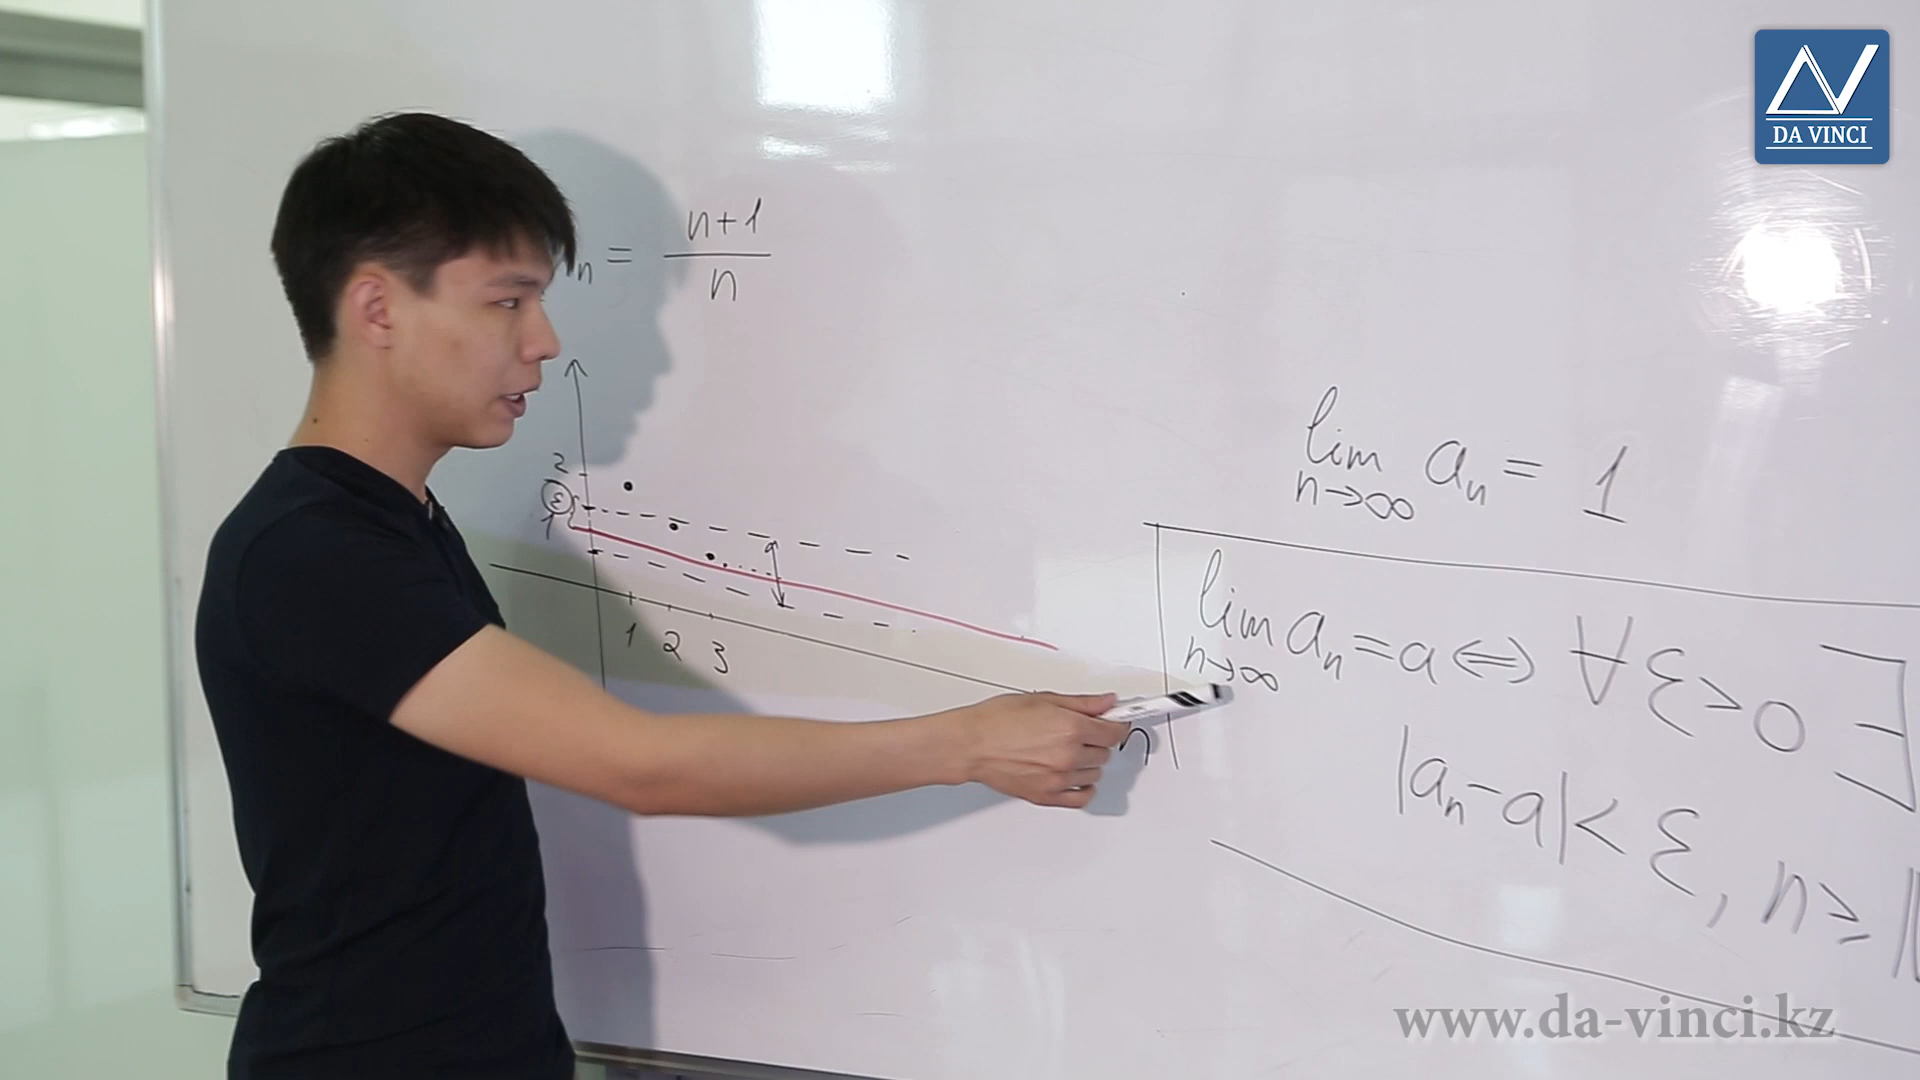 DA VINCI
n = n+1
n
2
ε
1
1 2 3
n
lim aₙ = 1
n→∞
lim aₙ = a ⇔ ∀ε>0 ∃
n→∞
|aₙ-a|<ε, n≥
www.da-vinci.kz